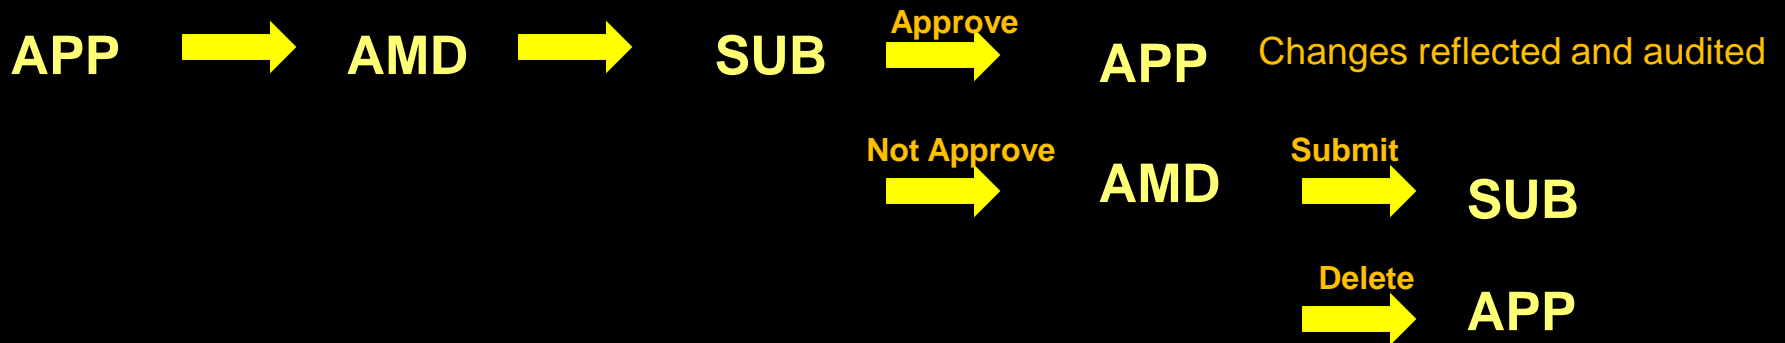 APP AMD SUB Approve APP Changes reflected and audited
Not Approve AMD Submit SUB
Delete APP